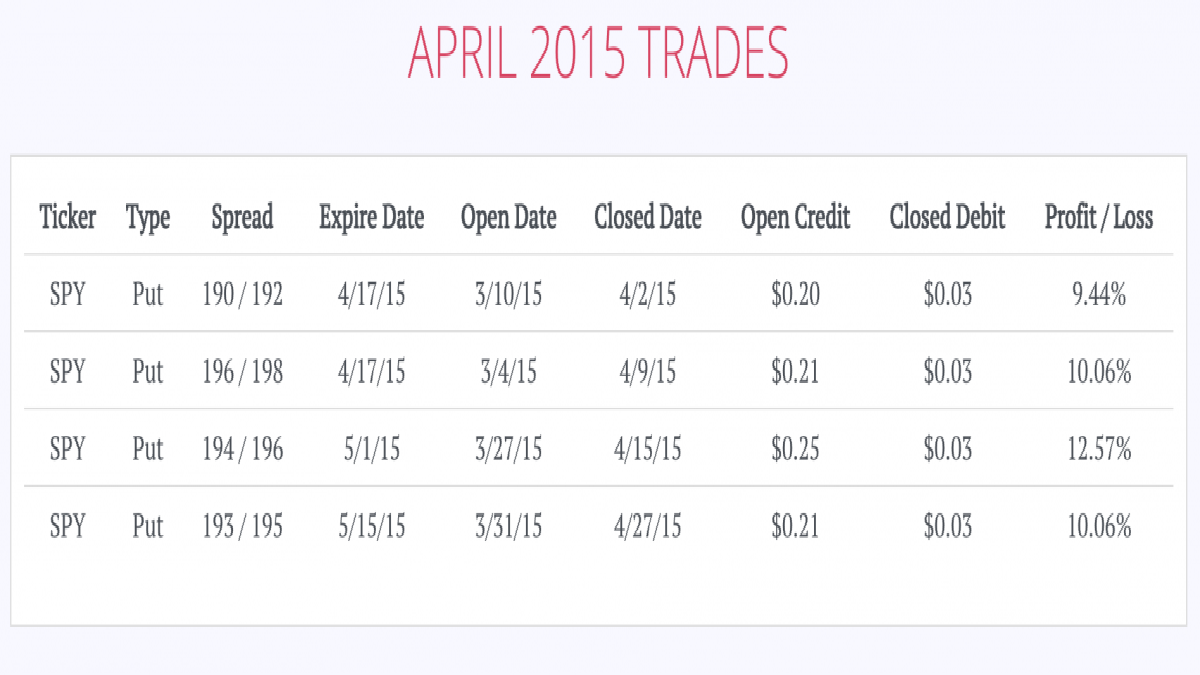 APRIL 2015 TRADES
Ticker Type Spread Expire Date Open Date Closed Date Open Credit Closed Debit Profit / Loss
SPY Put 190 / 192 4/17/15 3/10/15 4/2/15 $0.20 $0.03 9.44%
SPY Put 196 / 198 4/17/15 3/4/15 4/9/15 $0.21 $0.03 10.06%
SPY Put 194 / 196 5/1/15 3/27/15 4/15/15 $0.25 $0.03 12.57%
SPY Put 193 / 195 5/15/15 3/31/15 4/27/15 $0.21 $0.03 10.06%